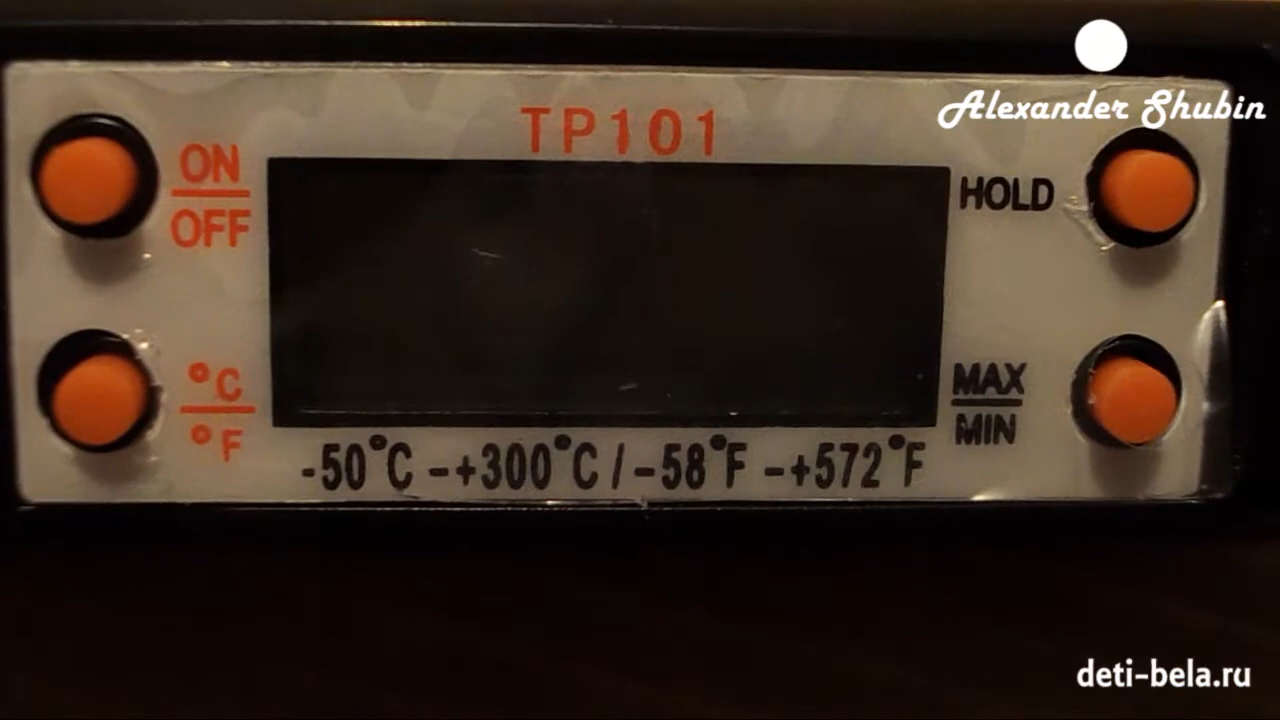 Alexander Shubin
TP101
ON
OFF
HOLD
°C
°F
MAX
MIN
-50°C -+300°C /-58°F -+572°F
deti-bela.ru